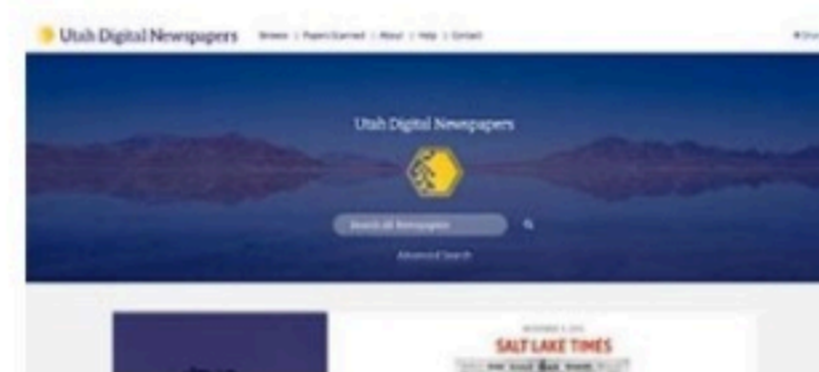 Utah Digital Newspapers Browse | Papers Scanned | About | Help | Contact
Utah Digital Newspapers
Search all Newspapers
Advanced Search
SALT LAKE TIMES